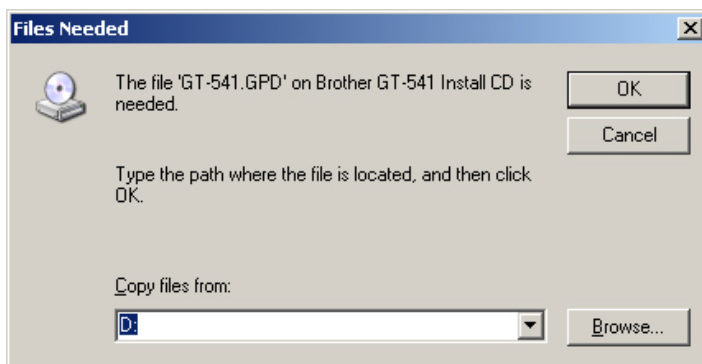 Files Needed
The file 'GT-541.GPD' on Brother GT-541 Install CD is
needed.
OK
Cancel
Type the path where the file is located, and then click
OK.
Copy files from:
D:
Browse...